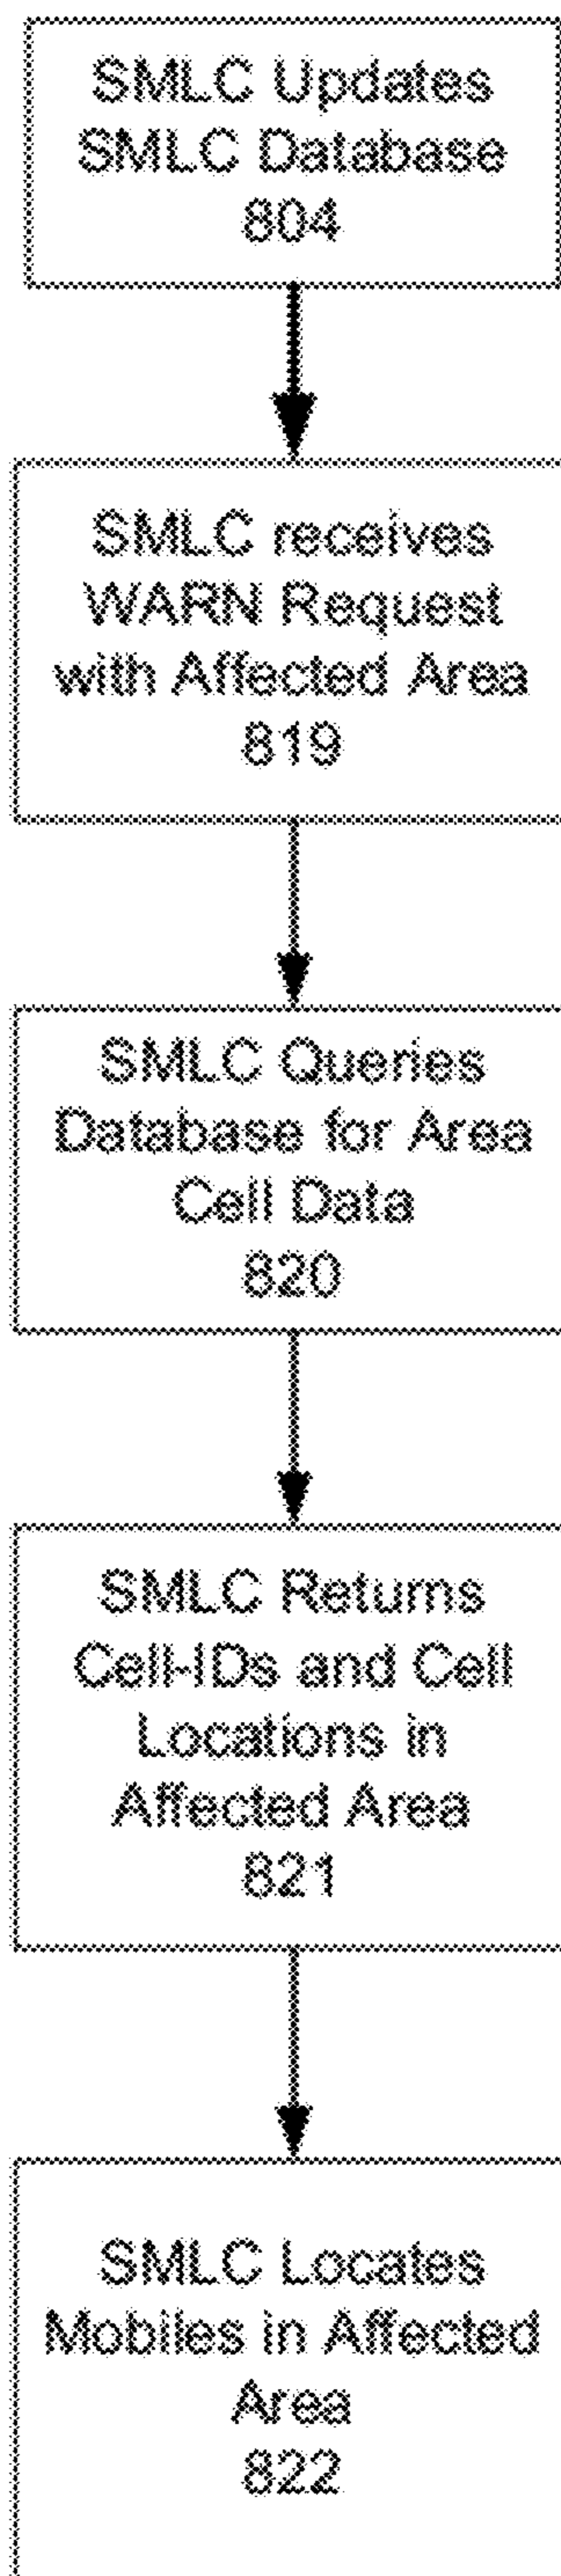 SMLC Updates
SMLC Database
804
SMLC receives
WARN Request
with Affected Area
819
SMLC Queries
Database for Area
Cell Data
820
SMLC Returns
Cell-IDs and Cell
Locations in
Affected Area
821
SMLC Locates
Mobiles in Affected
Area
822